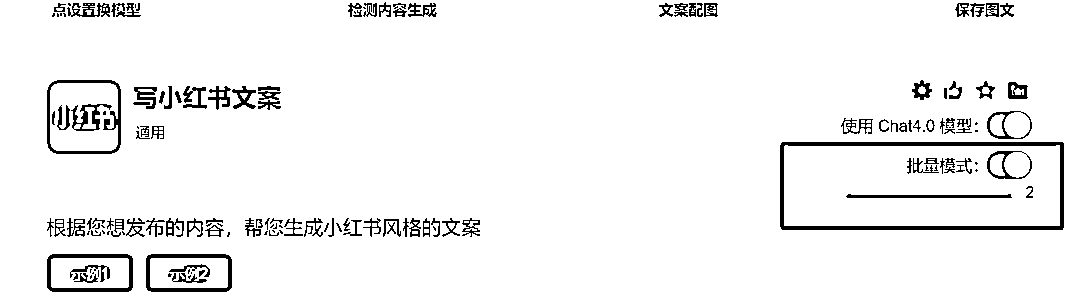 点设置换模型
检测内容生成
文案配图
保存图文
小红书
写小红书文案
通用
使用 Chat4.0 模型:
批量模式:
2
根据您想发布的内容，帮您生成小红书风格的文案
示例1
示例2